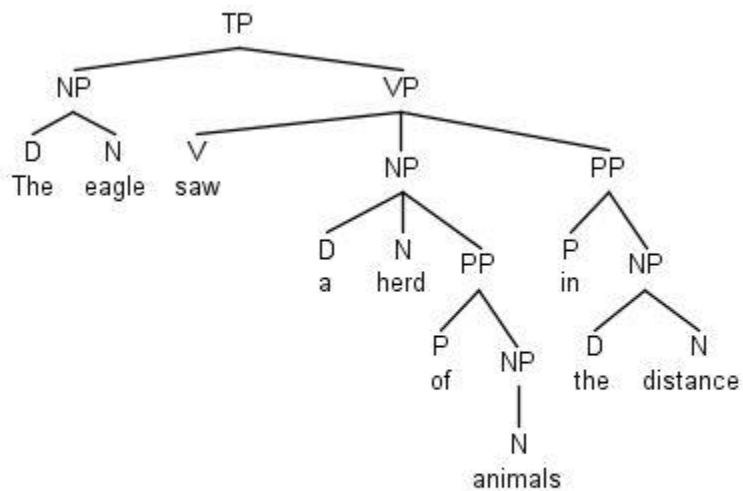 TP
NP VP
D N V NP PP
The eagle saw
D N PP P NP
a herd in
P NP D N
of the distance
N
animals